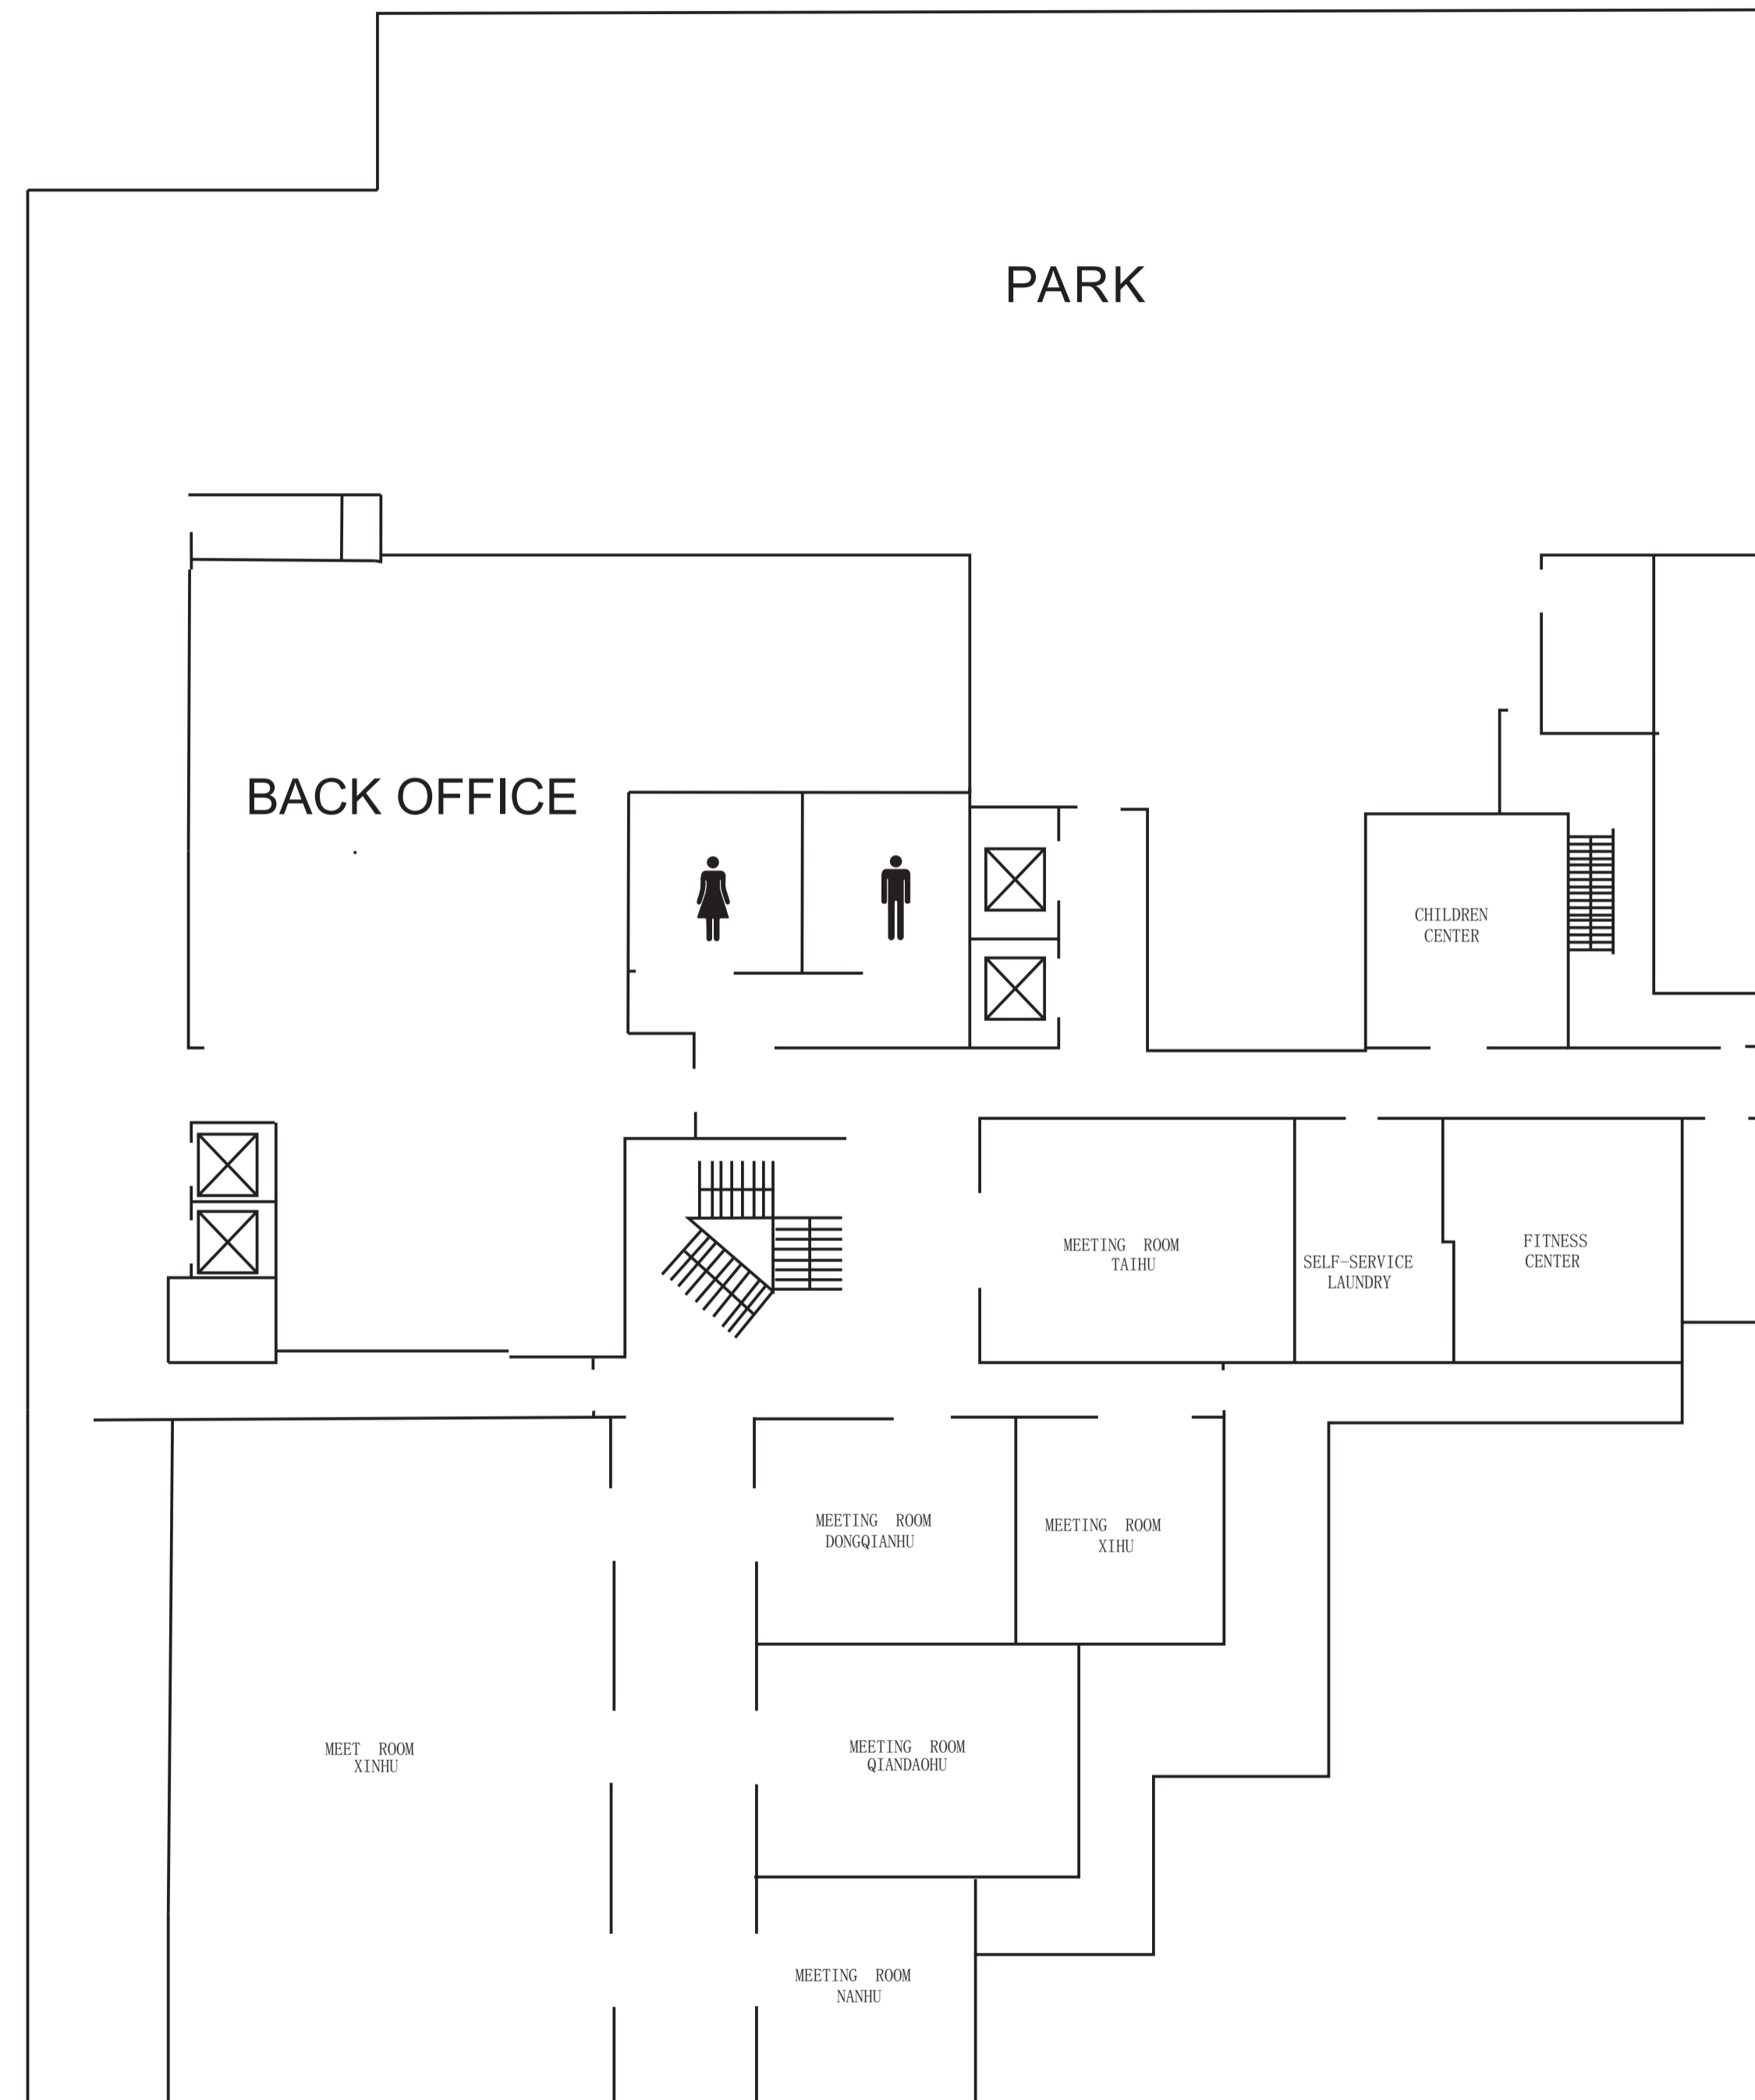 PARK
BACK OFFICE
CHILDREN
CENTER
MEETING ROOM
TAIHU
SELF-SERVICE
LAUNDRY
FITNESS
CENTER
MEETING ROOM
DONGQIANHU
MEETING ROOM
XIHU
MEET ROOM
XINHU
MEETING ROOM
QIANDAOHU
MEETING ROOM
NANHU